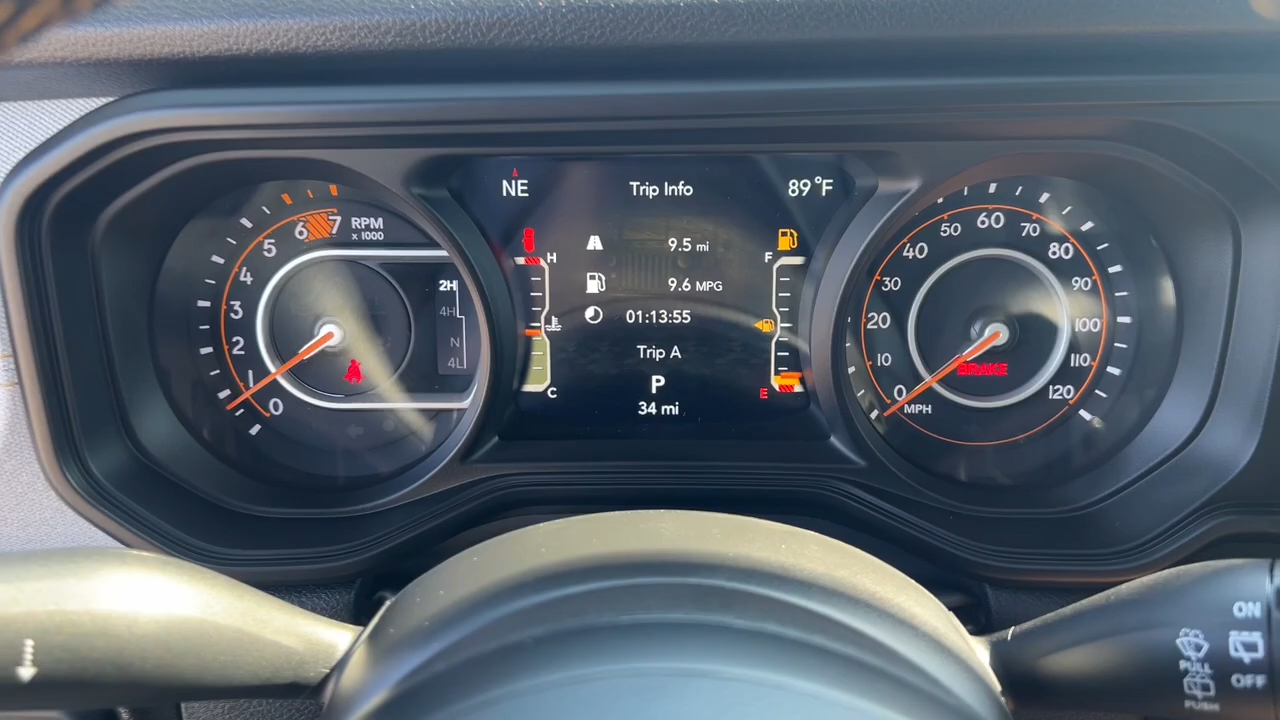 NE
Trip Info
89°F
9.5 mi
9.6 MPG
01:13:55
Trip A
P
34 mi
H
C
F
E
RPM
x 1000
0
1
2
3
4
5
6
7
2H
4H
N
4L
0
10
20
30
40
50
60
70
80
90
100
110
120
MPH
BRAKE
ON
OFF
PULL
PUSH